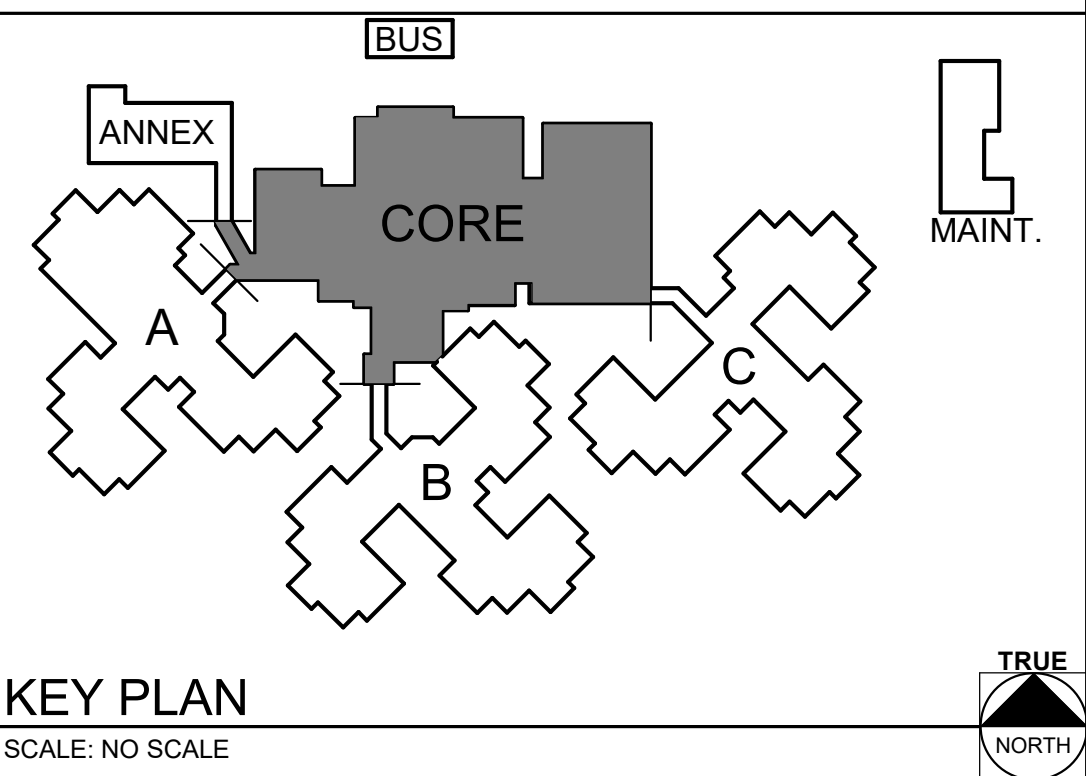 BUS
ANNEX
CORE
MAINT.
A
C
B
TRUE
KEY PLAN
NORTH
SCALE: NO SCALE